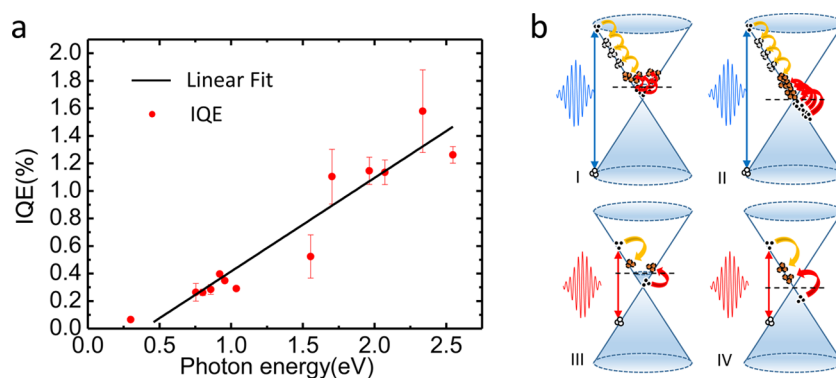 a
b
2.0
1.8
1.6
1.4
1.2
1.0
0.8
0.6
0.4
0.2
0.0
IQE(%)
Linear Fit
IQE
0.0 0.5 1.0 1.5 2.0 2.5
Photon energy(eV)
I
II
III
IV